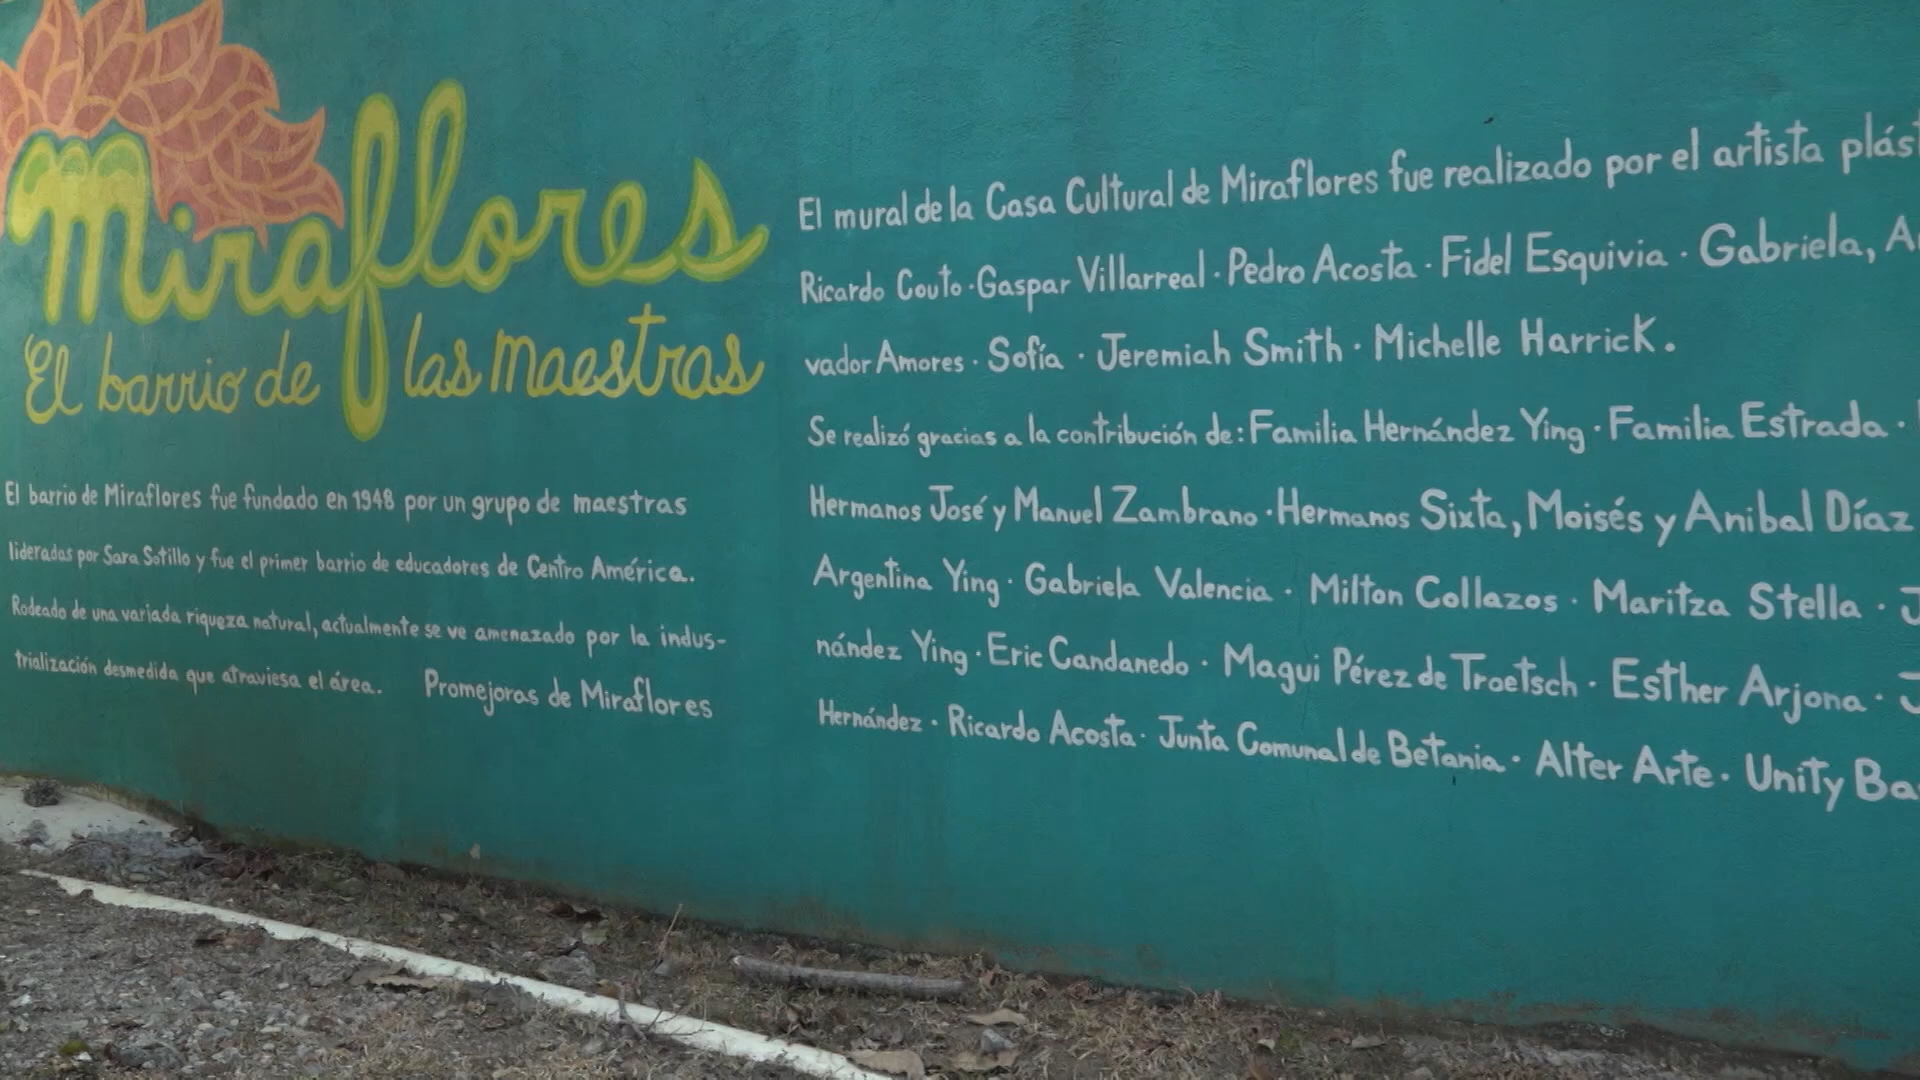 Miraflores
El barrio de las maestras
El barrio de Miraflores fue fundado en 1948 por un grupo de maestras
lideradas por Sara Sotillo y fue el primer barrio de educadores de Centro América.
Rodeado de una variada riqueza natural, actualmente se ve amenazado por la indus-
trialización desmedida que atraviesa el área. Promejoras de Miraflores
El mural de la Casa Cultural de Miraflores fue realizado por el artista
Ricardo Couto · Gaspar Villarreal · Pedro Acosta · Fidel Esquivia · Gabriela,
vador Amores · Sofía · Jeremiah Smith · Michelle Harrick.
Se realizó gracias a la contribución de: Familia Hernández Ying · Familia Estrada ·
Hermanos José y Manuel Zambrano · Hermanos Sixta, Moisés y Anibal Díaz
Argentina Ying · Gabriela Valencia · Milton Collazos · Maritza Stella ·
nández Ying · Eric Candanedo · Magui Pérez de Troetsch · Esther Arjona ·
Hernández · Ricardo Acosta · Junta Comunal de Betania · Alter Arte · Unity